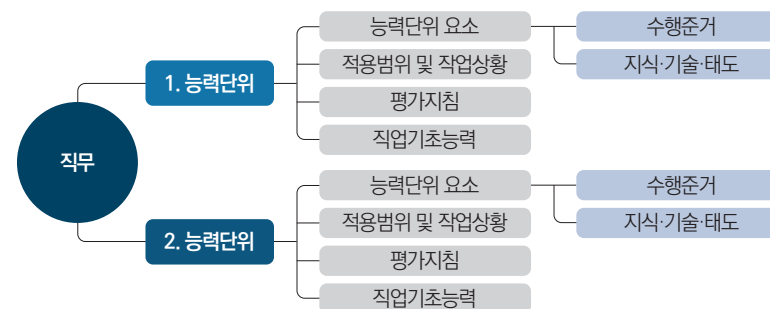 직무
1. 능력단위
능력단위 요소
수행준거
지식·기술·태도
적용범위 및 작업상황
평가지침
직업기초능력
2. 능력단위
능력단위 요소
수행준거
지식·기술·태도
적용범위 및 작업상황
평가지침
직업기초능력